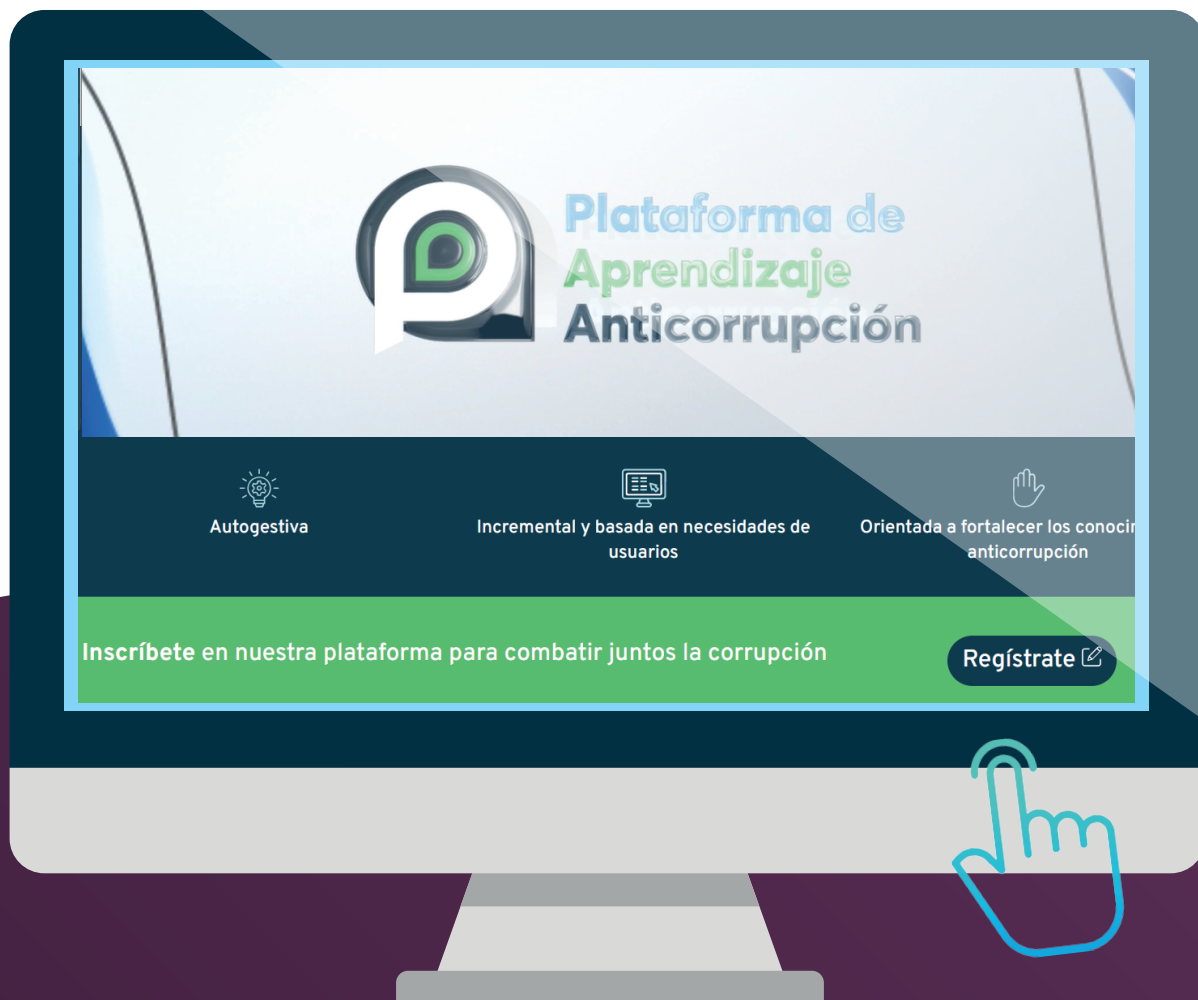 Plataforma de
Aprendizaje
Anticorrupción
Autogestiva
Incremental y basada en necesidades de
usuarios
Orientada a fortalecer los
anticorrupción
Inscríbete en nuestra plataforma para combatir juntos la corrupción
Regístrate